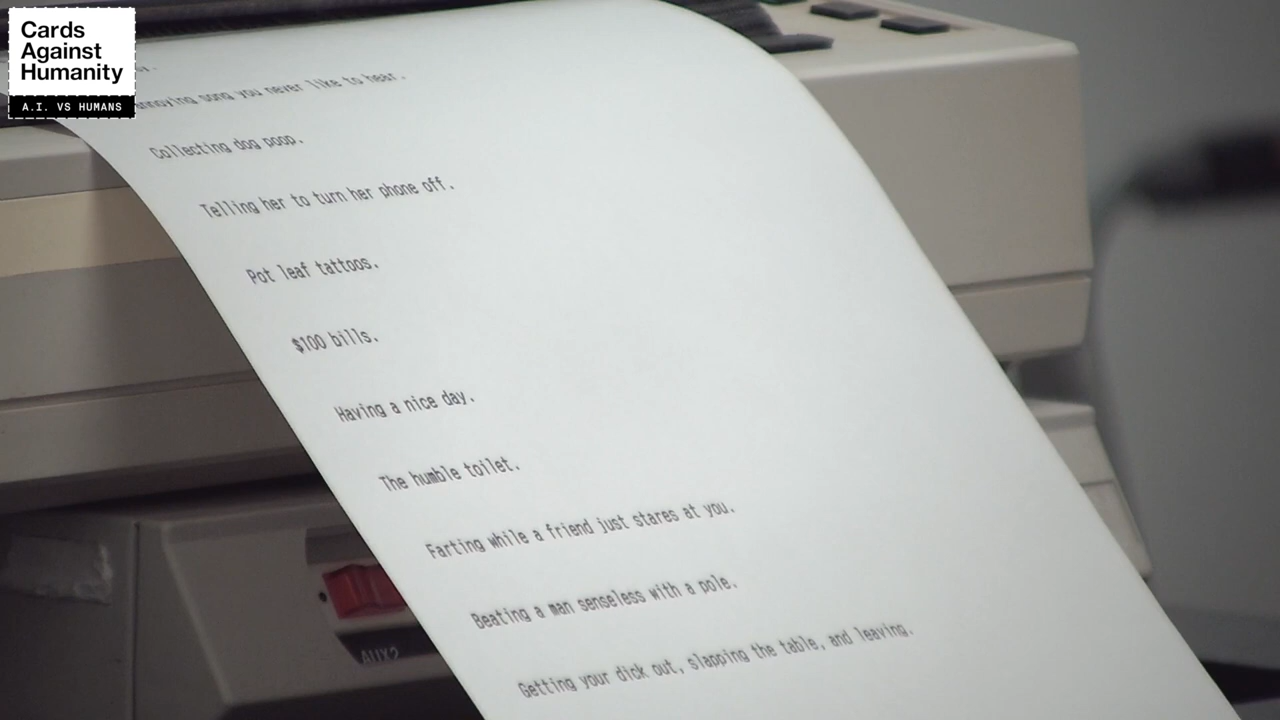 Cards
Against
Humanity
A.I. VS HUMANS
annoying song you never like to hear.
Collecting dog poop.
Telling her to turn her phone off.
Pot leaf tattoos.
$100 bills.
Having a nice day.
The humble toilet.
Farting while a friend just stares at you.
Beating a man senseless with a pole.
Getting your dick out, slapping the table, and leaving.
AUX2